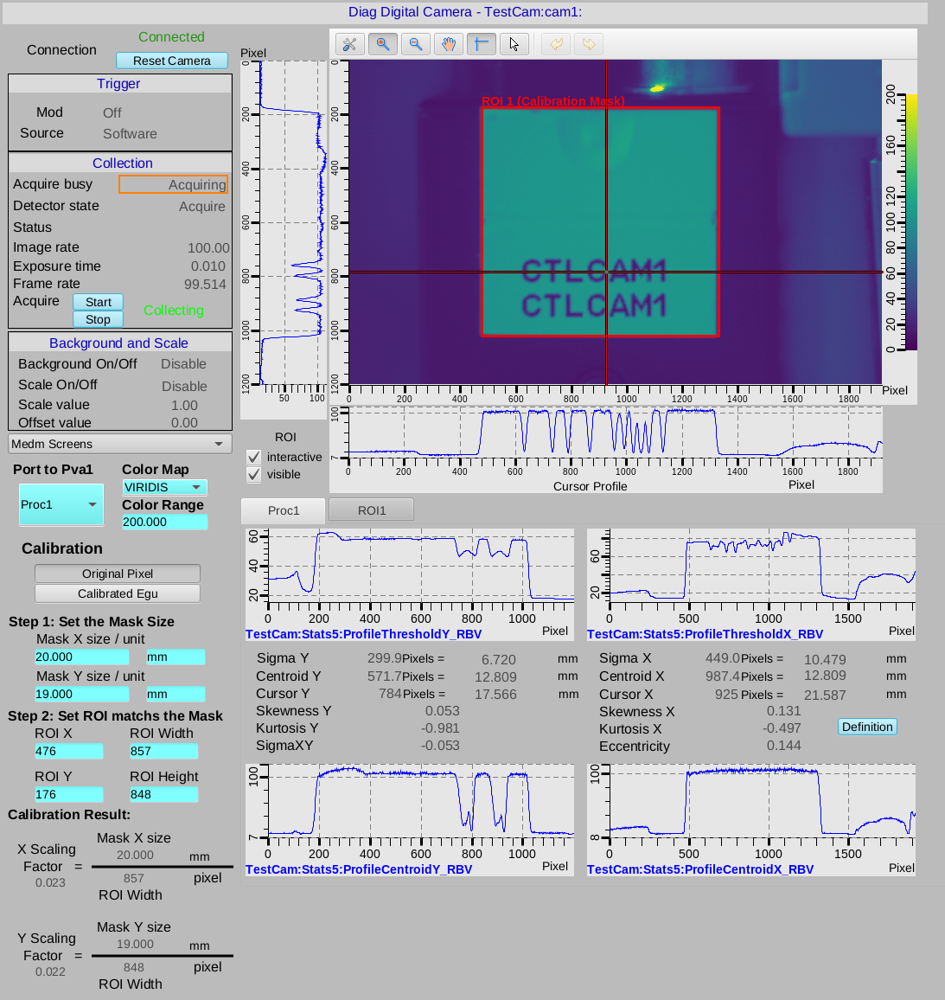 Diag Digital Camera - TestCam:cam1:
Connection
Connected
Reset Camera
Trigger
Mod Off
Source Software
Collection
Acquire busy Acquiring
Detector state Acquire
Status
Image rate 100.00
Exposure time 0.010
Frame rate 99.514
Acquire Start
Stop
Collecting
Background and Scale
Background On/Off Disable
Scale On/Off Disable
Scale value 1.00
Offset value 0.00
Medm Screens
Port to Pva1
Proc1
Color Map
VIRIDIS
Color Range
200.000
Calibration
Original Pixel
Calibrated Egu
Step 1: Set the Mask Size
Mask X size / unit
20.000 mm
Mask Y size / unit
19.000 mm
Step 2: Set ROI matchs the Mask
ROI X ROI Width
476 857
ROI Y ROI Height
176 848
Calibration Result:
X Scaling
Factor =
0.023
Mask X size
20.000 mm
857 pixel
ROI Width
Y Scaling
Factor =
0.022
Mask Y size
19.000 mm
848 pixel
ROI Width
Pixel
0 200 400 600 800 1000 1200
50 100
0 200 400 600 800 1000 1200
ROI 1 (Calibration Mask)
CTLCAM1
CTLCAM1
0 200 400 600 800 1000 1200 1400 1600 1800
Pixel
0 20 40 60 80 100 120 140 160 200
ROI
interactive
visible
100
7
0 200 400 600 800 1000 1200 1400 1600 1800
Cursor Profile
Pixel
Proc1 ROI1
60
40
20
0 200 400 600 800 1000
Pixel
TestCam:Stats5:ProfileThresholdY_RBV
60
20
0 500 1000 1500
Pixel
TestCam:Stats5:ProfileThresholdX_RBV
Sigma Y 299.9 Pixels = 6.720 mm
Centroid Y 571.7 Pixels = 12.809 mm
Cursor Y 784 Pixels = 17.566 mm
Skewness Y 0.053
Kurtosis Y -0.981
SigmaXY -0.053
Sigma X 449.0 Pixels = 10.479 mm
Centroid X 987.4 Pixels = 12.809 mm
Cursor X 925 Pixels = 21.587 mm
Skewness X 0.131
Kurtosis X -0.497
Eccentricity 0.144
Definition
100
7
0 200 400 600 800 1000
Pixel
TestCam:Stats5:ProfileCentroidY_RBV
100
8
0 500 1000 1500
Pixel
TestCam:Stats5:ProfileCentroidX_RBV